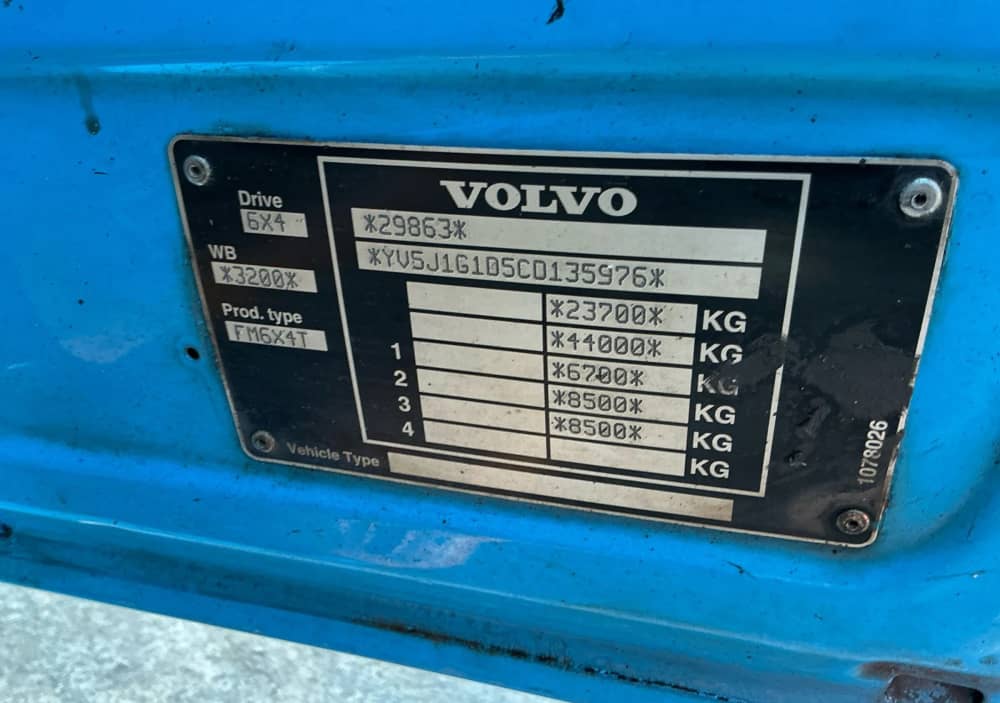 VOLVO
Drive
6X4
*29863*
WB
*3200*
*YV5J1G1D5CD135976*
Prod. type
FM6X4T
*23700* KG
*44000* KG
1 *6700* KG
2 *8500* KG
3 *8500* KG
4 KG
Vehicle Type
1078026